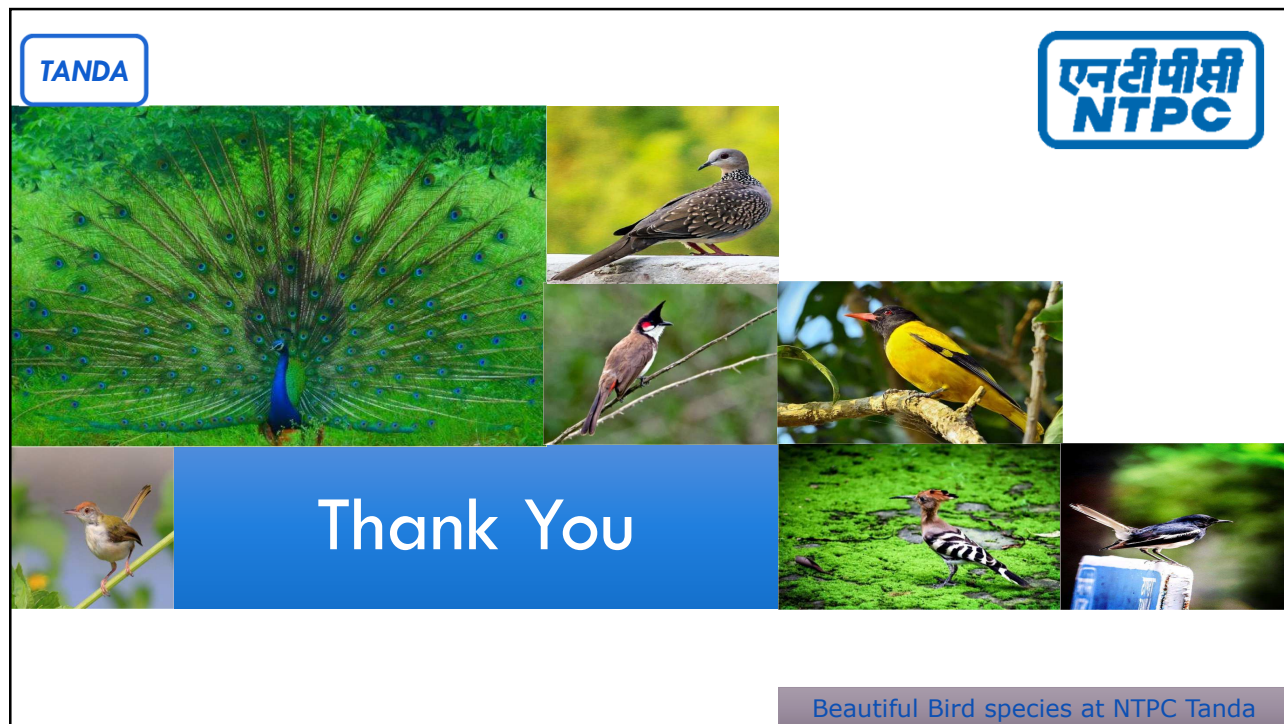 TANDA
एनटीपीसी
NTPC
Thank You
Beautiful Bird species at NTPC Tanda